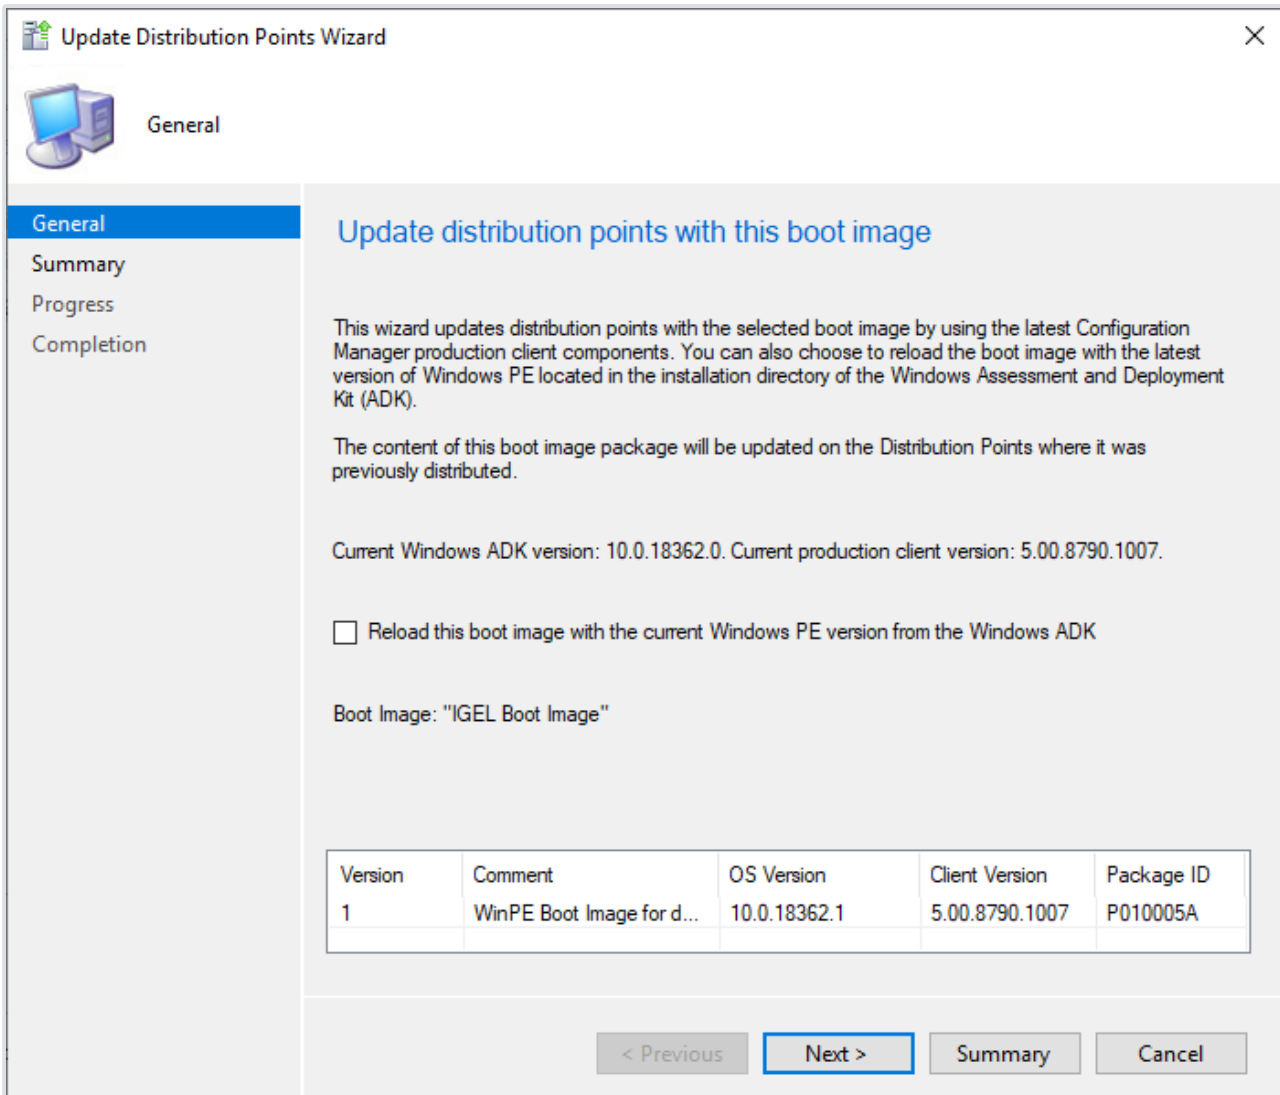 Update Distribution Points Wizard
General
General
Summary
Progress
Completion
Update distribution points with this boot image
This wizard updates distribution points with the selected boot image by using the latest Configuration
Manager production client components. You can also choose to reload the boot image with the latest
version of Windows PE located in the installation directory of the Windows Assessment and Deployment
Kit (ADK).
The content of this boot image package will be updated on the Distribution Points where it was
previously distributed.
Current Windows ADK version: 10.0.18362.0. Current production client version: 5.00.8790.1007.
Reload this boot image with the current Windows PE version from the Windows ADK
Boot Image: "IGEL Boot Image"
Version Comment OS Version Client Version Package ID
1 WinPE Boot Image for d... 10.0.18362.1 5.00.8790.1007 P010005A
< Previous Next > Summary Cancel